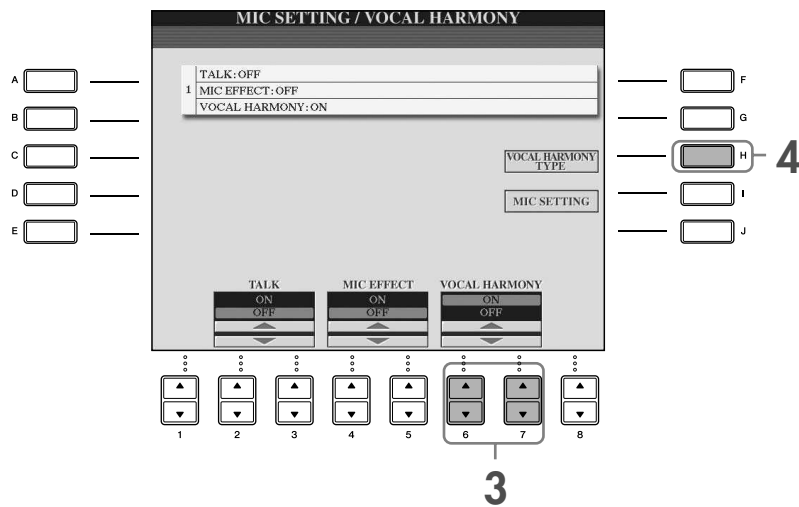 MIC SETTING / VOCAL HARMONY
TALK:OFF
1 MIC EFFECT:OFF
VOCAL HARMONY:ON
A
B
C
D
E
F
G
H
I
J
4
VOCAL HARMONY
TYPE
MIC SETTING
TALK MIC EFFECT VOCAL HARMONY
ON ON ON
OFF OFF OFF
1 2 3 4 5 6 7 8
3